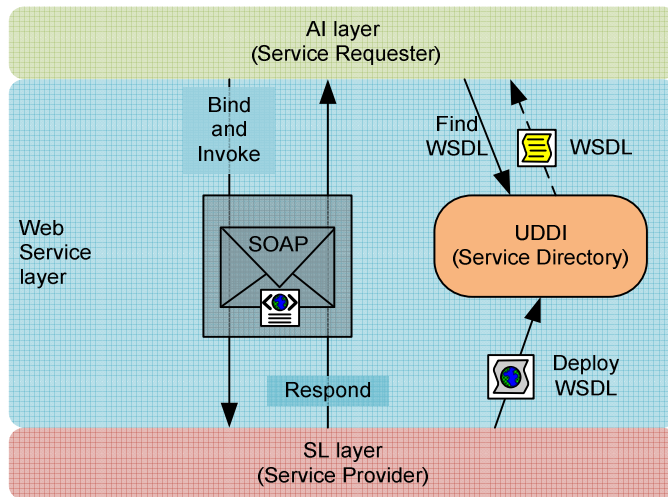 AI layer
(Service Requester)
Bind
and
Invoke
Find
WSDL
WSDL
Web
Service
layer
SOAP
UDDI
(Service Directory)
Respond
Deploy
WSDL
SL layer
(Service Provider)